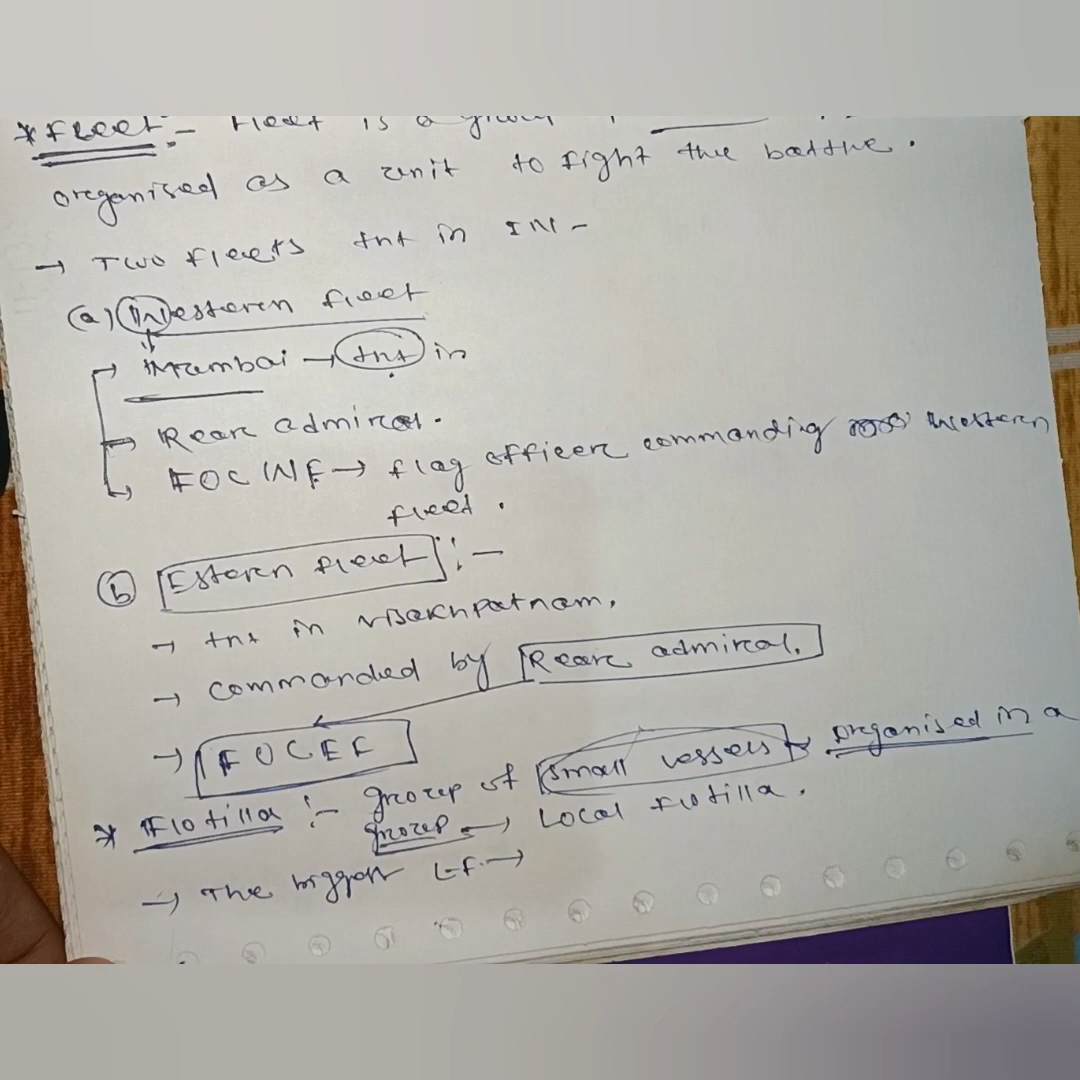 * Fleet :- Fleet is a group
organised as a unit to fight the battle.
→ Two fleets tnt in IN -
(a) Western fleet
→ Mumbai → tnt in
→ Rear admiral.
→ FOCWF → flag officer commanding Western
fleet.
(b) Estern fleet :-
→ tnt in visakhpatnam.
→ commanded by Rear admiral.
→ FOCEF
* Flotilla :- group of small vessels organised in a
group → Local flotilla.
→ The biggest LF. →